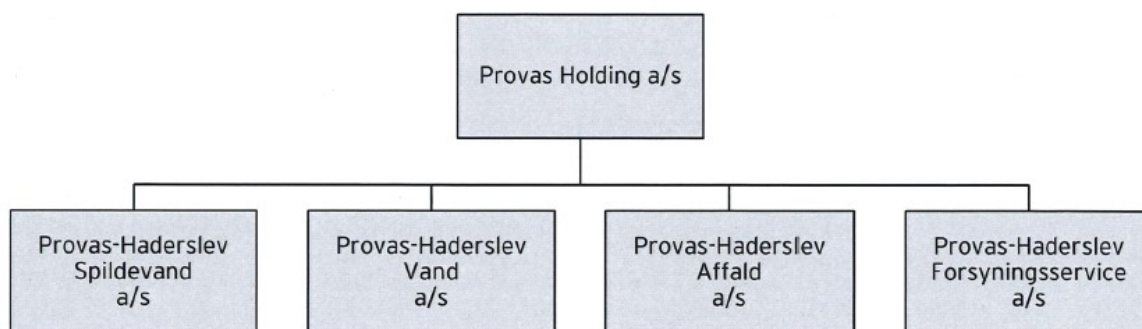 Provas Holding a/s
Provas-Haderslev
Spildevand
a/s
Provas-Haderslev
Vand
a/s
Provas-Haderslev
Affald
a/s
Provas-Haderslev
Forsyningsservice
a/s